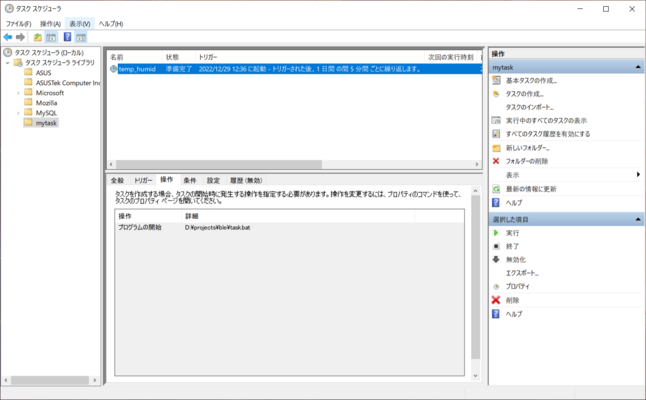 タスク スケジューラ
ファイル(F) 操作(A) 表示(V) ヘルプ(H)
タスク スケジューラ (ローカル)
タスク スケジューラ ライブラリ
ASUS
ASUSTek Computer Inc
Microsoft
Mozilla
MySQL
mytask
名前 状態 トリガー 次回の実行時刻
temp_humid 準備完了 2022/12/29 12:36 に起動 - トリガーされた後、1 日間 の間 5 分間 ごとに繰り返します。
全般 トリガー 操作 条件 設定 履歴 (無効)
タスクを作成する場合、タスクの開始時に発生する操作を指定する必要があります。操作を変更するには、プロパティのコマンドを使って、
タスクのプロパティ ページを開いてください。
操作 詳細
プログラムの開始 D:¥projects¥ble¥task.bat
操作
mytask
基本タスクの作成...
タスクの作成...
タスクのインポート...
実行中のすべてのタスクの表示
すべてのタスク履歴を有効にする
新しいフォルダー...
フォルダーの削除
表示
最新の情報に更新
ヘルプ
選択した項目
実行
終了
無効化
エクスポート...
プロパティ
削除
ヘルプ